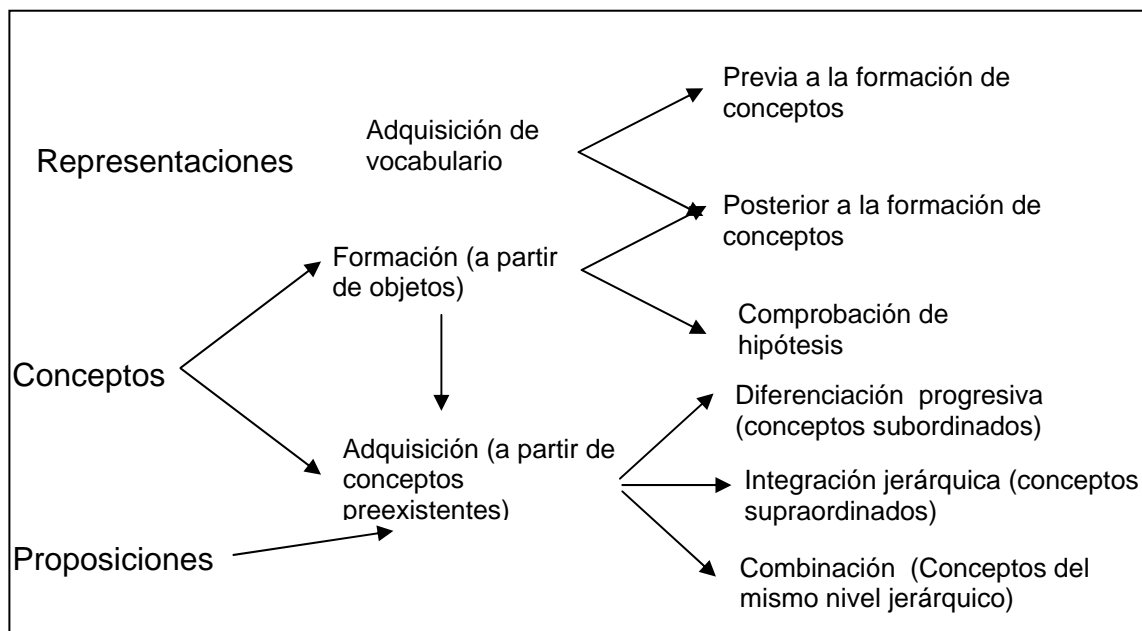 Previa a la formación de
conceptos
Adquisición de
vocabulario
Representaciones
Posterior a la formación de
conceptos
Formación (a partir
de objetos)
Comprobación de
hipótesis
Conceptos
Diferenciación progresiva
(conceptos subordinados)
Adquisición (a partir de
conceptos
preexistentes)
Integración jerárquica (conceptos
supraordinados)
Proposiciones
Combinación (Conceptos del
mismo nivel jerárquico)